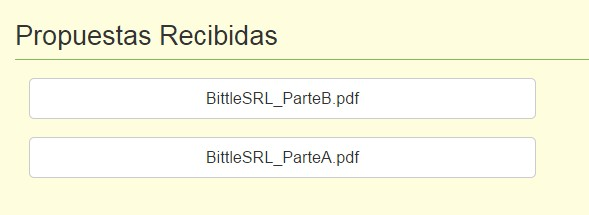 Propuestas Recibidas
BittleSRL_ParteB.pdf
BittleSRL_ParteA.pdf